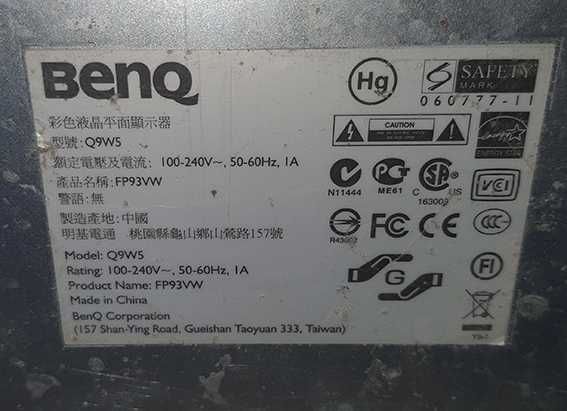 BenQ
Hg
SAFETY
MARK
060777-11
彩色液晶平面顯示器
型號: Q9W5
額定電壓及電流: 100-240V~, 50-60Hz, 1A
產品名稱: FP93VW
警語: 無
製造產地: 中國
明基電通 桃園縣龜山鄉山鶯路157號
CAUTION
ENERGY STAR
N11444
ME61
C US
163008
VCI
R43002
FC CE
CCC
G
FI
Model: Q9W5
Rating: 100-240V~, 50-60Hz, 1A
Product Name: FP93VW
Made in China
BenQ Corporation
(157 Shan-Ying Road, Gueishan Taoyuan 333, Taiwan)